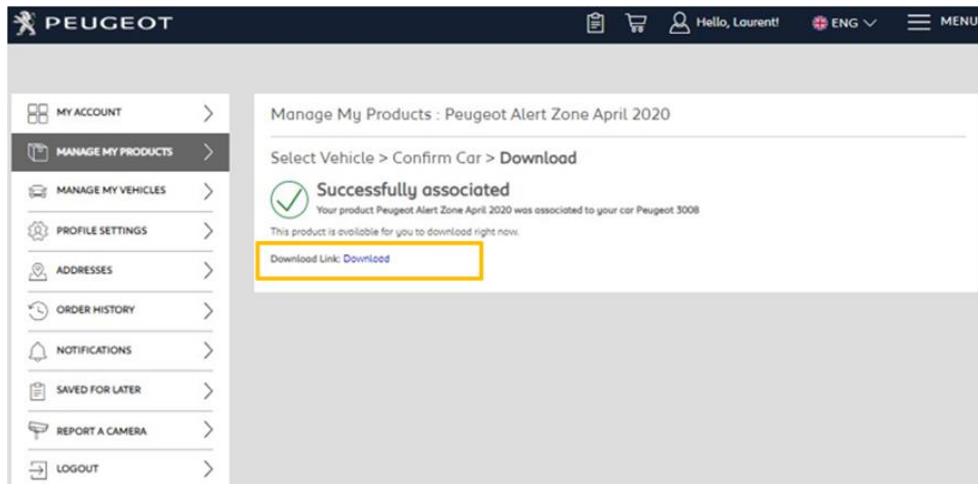 PEUGEOT
Hello, Laurent!
ENG
MENU
MY ACCOUNT
MANAGE MY PRODUCTS
MANAGE MY VEHICLES
PROFILE SETTINGS
ADDRESSES
ORDER HISTORY
NOTIFICATIONS
SAVED FOR LATER
REPORT A CAMERA
LOGOUT
Manage My Products : Peugeot Alert Zone April 2020
Select Vehicle > Confirm Car > Download
Successfully associated
Your product Peugeot Alert Zone April 2020 was associated to your car Peugeot 3008
This product is available for you to download right now.
Download Link: Download